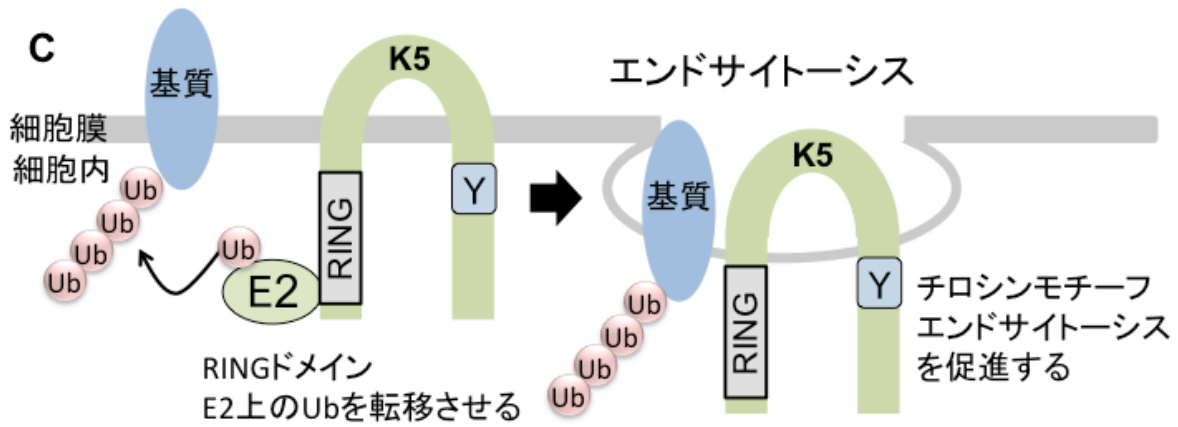 C
基質
K5
細胞膜
細胞内
Ub
Ub
Ub
Ub
Ub
E2
RING
Y
RINGドメイン
E2上のUbを転移させる
エンドサイトーシス
基質
K5
RING
Y
Ub
Ub
Ub
Ub
チロシンモチーフ
エンドサイトーシス
を促進する